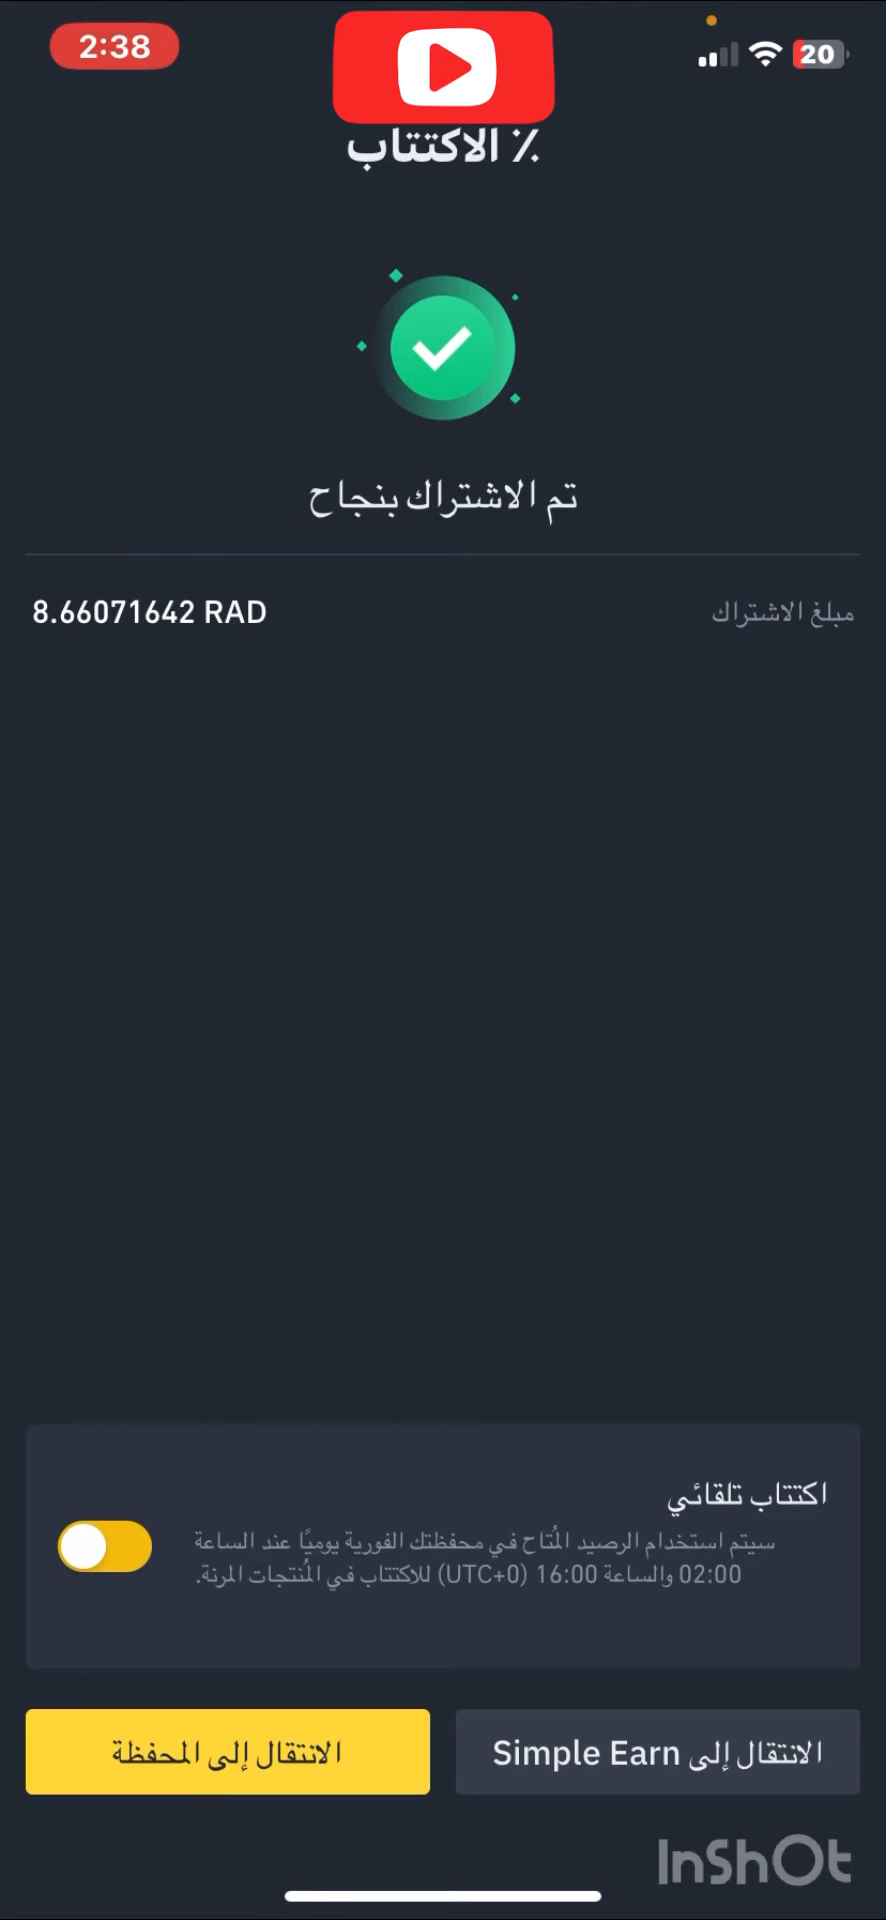 2:38
20
٪ الاكتتاب
تم الاشتراك بنجاح
مبلغ الاشتراك
8.66071642 RAD
اكتتاب تلقائي
سيتم استخدام الرصيد المُتاح في محفظتك الفورية يوميًا عند الساعة
02:00 والساعة 16:00 (UTC+0) للاكتتاب في المُنتجات المرنة.
الانتقال إلى Simple Earn
الانتقال إلى المحفظة
InShOt